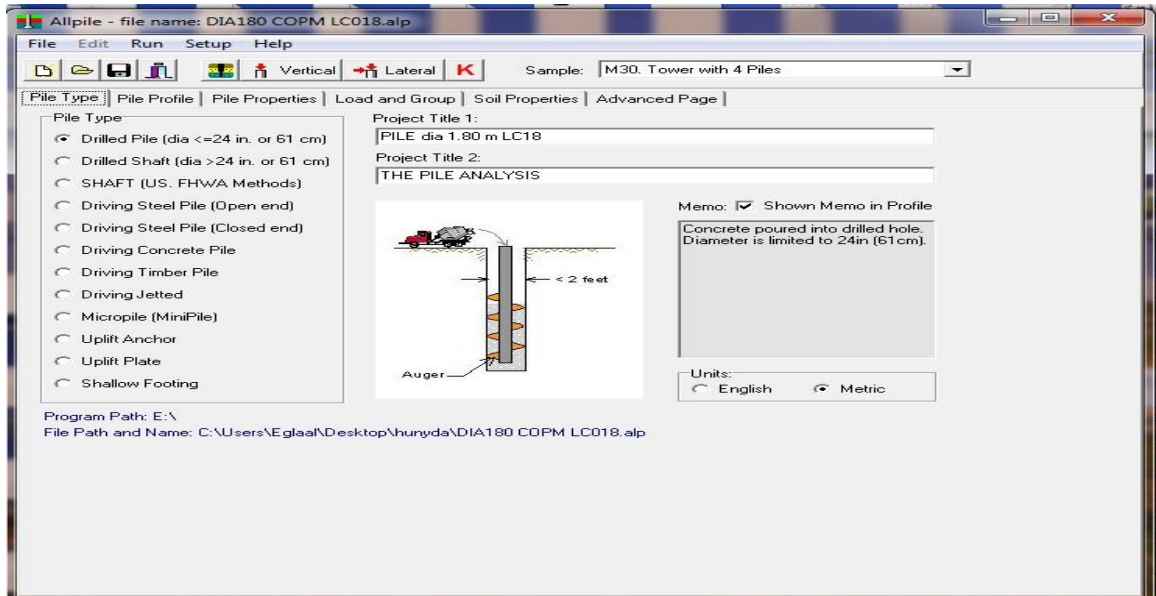 Allpile - file name: DIA180 COPM LC018.alp
File Edit Run Setup Help
Vertical Lateral K Sample: M30. Tower with 4 Piles
Pile Type Pile Profile Pile Properties Load and Group Soil Properties Advanced Page
Pile Type
Drilled Pile (dia <=24 in. or 61 cm)
Drilled Shaft (dia >24 in. or 61 cm)
SHAFT (US. FHWA Methods)
Driving Steel Pile (Open end)
Driving Steel Pile (Closed end)
Driving Concrete Pile
Driving Timber Pile
Driving Jetted
Micropile (MiniPile)
Uplift Anchor
Uplift Plate
Shallow Footing
Project Title 1:
PILE dia 1.80 m LC18
Project Title 2:
THE PILE ANALYSIS
< 2 feet
Auger
Memo: Shown Memo in Profile
Concrete poured into drilled hole.
Diameter is limited to 24in (61cm).
Units:
English Metric
Program Path: E:\
File Path and Name: C:\Users\Eglaal\Desktop\hunyda\DIA180 COPM LC018.alp